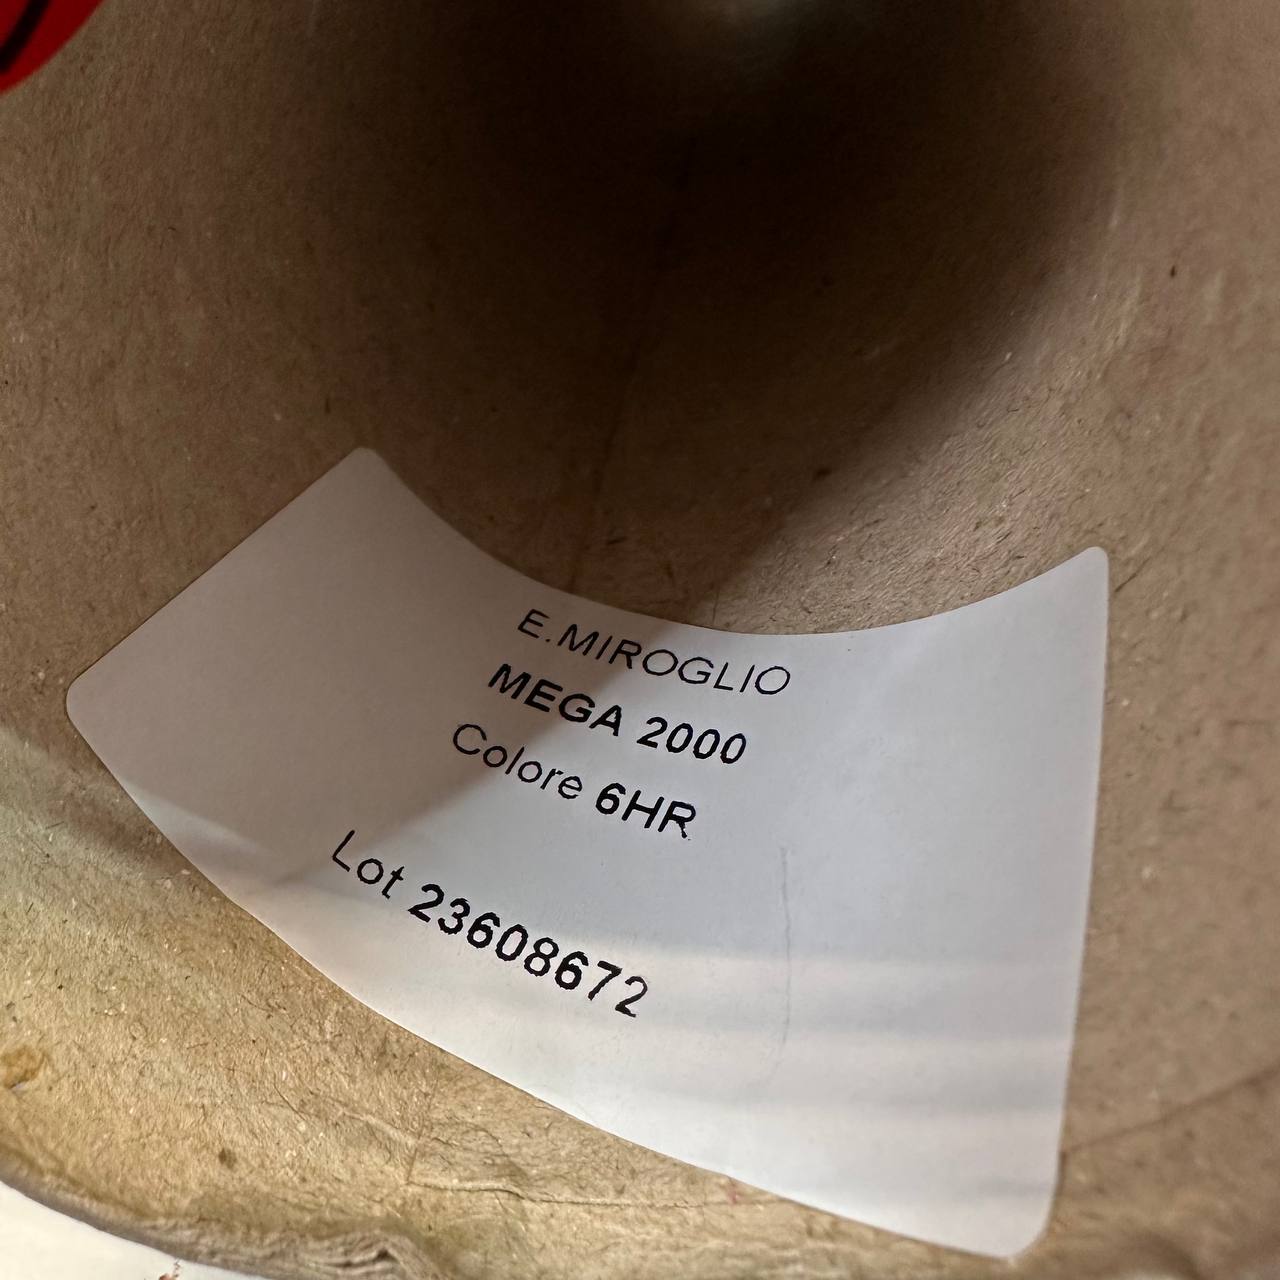 E.MIROGLIO
MEGA 2000
Colore 6HR
Lot 23608672